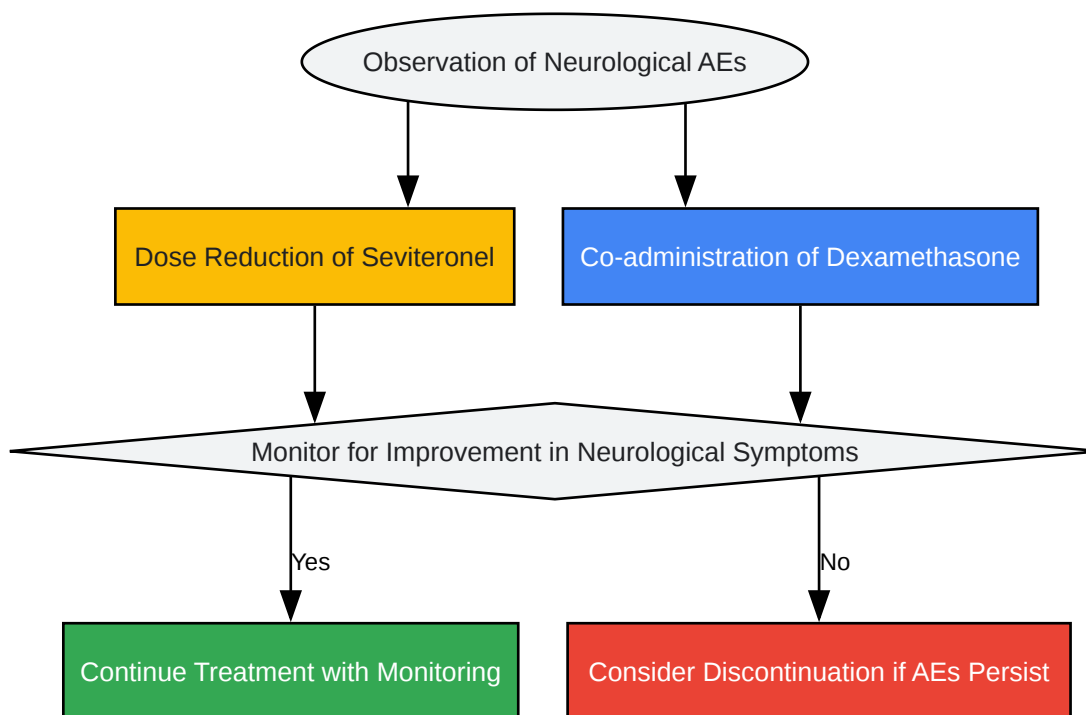 Observation of Neurological AEs
Dose Reduction of Seviteronel
Co-administration of Dexamethasone
Monitor for Improvement in Neurological Symptoms
Yes
No
Continue Treatment with Monitoring
Consider Discontinuation if AEs Persist